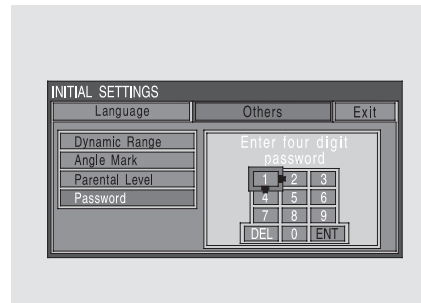 INITIAL SETTINGS
Language Others Exit
Dynamic Range
Angle Mark
Parental Level
Password
Enter four digit
password
1 2 3
4 5 6
7 8 9
DEL 0 ENT